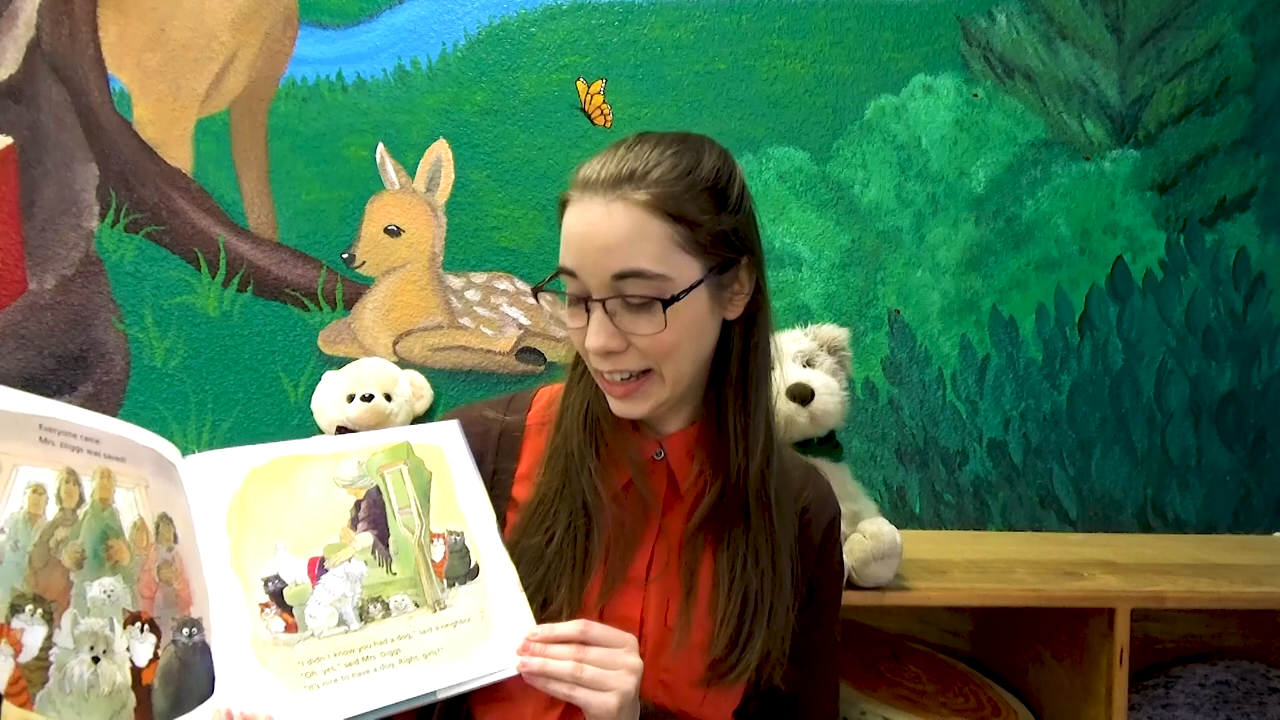 Everyone came.
Mrs. Diggs was saved!
"I didn't know you had a dog," said a neighbor.
"Oh, yes," said Mrs. Diggs.
"It's nice to have a dog. Right, girls?"